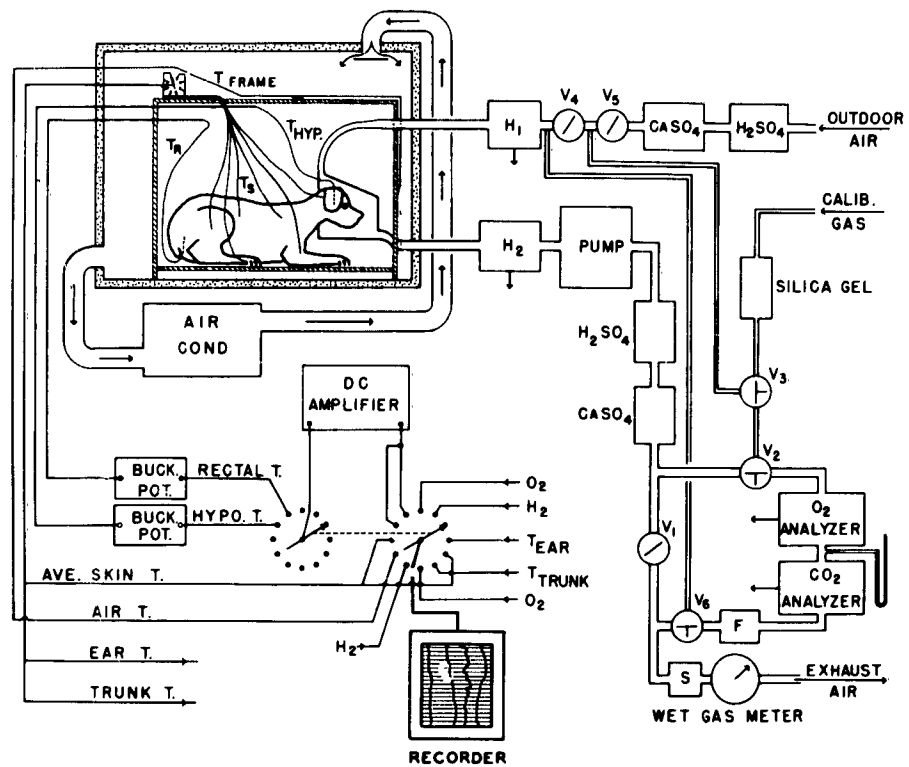 T FRAME
T HYP.
T R
T S
H1
V4
V5
CASO4
H2SO4
OUTDOOR
AIR
CALIB.
GAS
H2
PUMP
SILICA GEL
AIR
COND
H2SO4
V3
DC
AMPLIFIER
CASO4
V2
BUCK.
POT.
RECTAL T.
O2
H2
O2
ANALYZER
BUCK.
POT.
HYPO. T.
T EAR
V1
AVE. SKIN T.
T TRUNK
CO2
ANALYZER
AIR T.
O2
V6
F
H2
EAR T.
S
EXHAUST
AIR
TRUNK T.
WET GAS METER
RECORDER